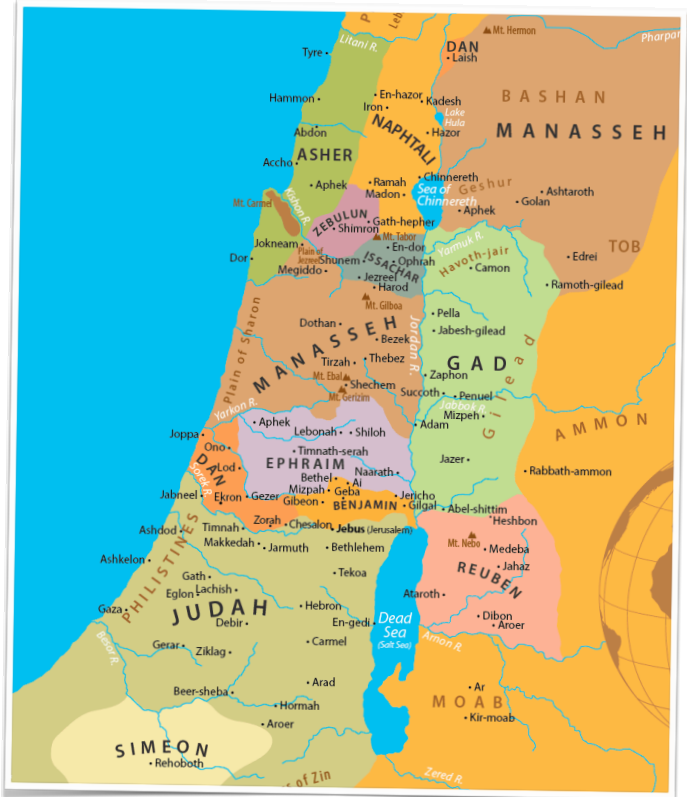 P
Leb
Litani R.
Mt. Hermon
Pharpar
DAN
Laish
Tyre
BASHAN
Hammon
En-hazor
Kadesh
Iron
Lake
Hula
NAPHTALI
MANASSEH
Abdon
Hazor
ASHER
Accho
Chinnereth
Aphek
Ramah
Madon
Sea of
Chinnereth
Geshur
Ashtaroth
Golan
Mt. Carmel
Kishon R.
Aphek
ZEBULUN
Gath-hepher
Shimron
Mt. Tabor
Jokneam
En-dor
Yarmuk R.
TOB
Dor
Plain of
Jezreel
Shunem
ISSACHAR
Ophrah
Havoth-jair
Edrei
Megiddo
Jezreel
Camon
Harod
Ramoth-gilead
Mt. Gilboa
Plain of Sharon
Pella
Dothan
MANASSEH
Jordan R.
Jabesh-gilead
Bezek
Tirzah
Thebez
GAD
Gilead
Mt. Ebal
Shechem
Zaphon
Mt. Gerizim
Succoth
Penuel
Yarkon R.
Jabbok R.
Mizpeh
Aphek
Adam
AMMON
Joppa
Lebonah
Shiloh
Ono
Timnath-serah
DAN
Lod
EPHRAIM
Jazer
Sorek R.
Bethel
Naarath
Rabbath-ammon
Ai
Jabneel
Ekron
Gezer
Mizpah
Geba
Jericho
Gibeon
BENJAMIN
Gilgal
Abel-shittim
Ashdod
Timnah
Zorah
Chesalon
Jebus (Jerusalem)
Heshbon
Makkedah
Jarmuth
Bethlehem
Mt. Nebo
Medeba
Ashkelon
PHILISTINES
Jahaz
Gath
Tekoa
REUBEN
Eglon
Lachish
Ataroth
Gaza
JUDAH
Hebron
Debir
En-gedi
Dead
Sea
(Salt Sea)
Dibon
Aroer
Besor R.
Gerar
Ziklag
Carmel
Arnon R.
Arad
Beer-sheba
Ar
Hormah
MOAB
Aroer
Kir-moab
SIMEON
Rehoboth
r of Zin
Zered R.